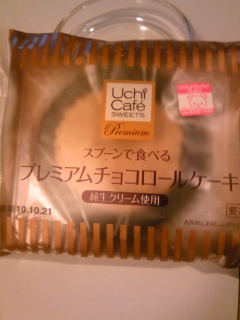 Uchi
Café
SWEETS
Premium
スプーンで食べる
プレミアムチョコロールケーキ
純生クリーム使用
10.10.21